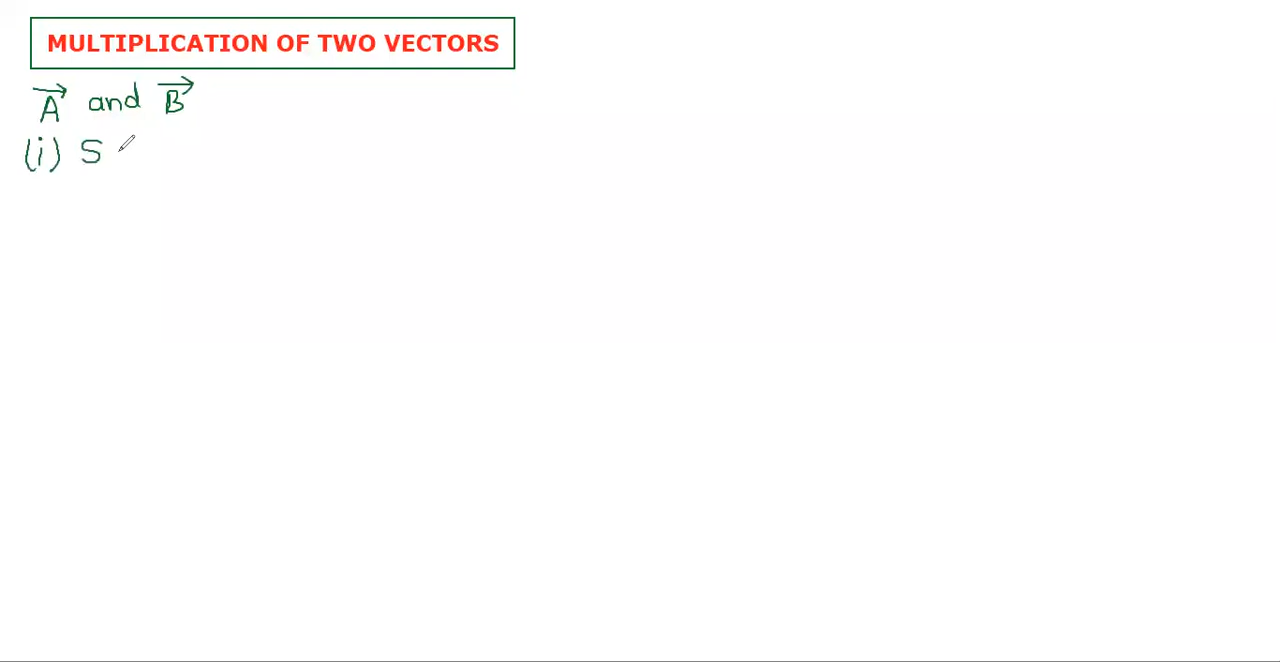 MULTIPLICATION OF TWO VECTORS
A⃗ and B⃗
(i) S